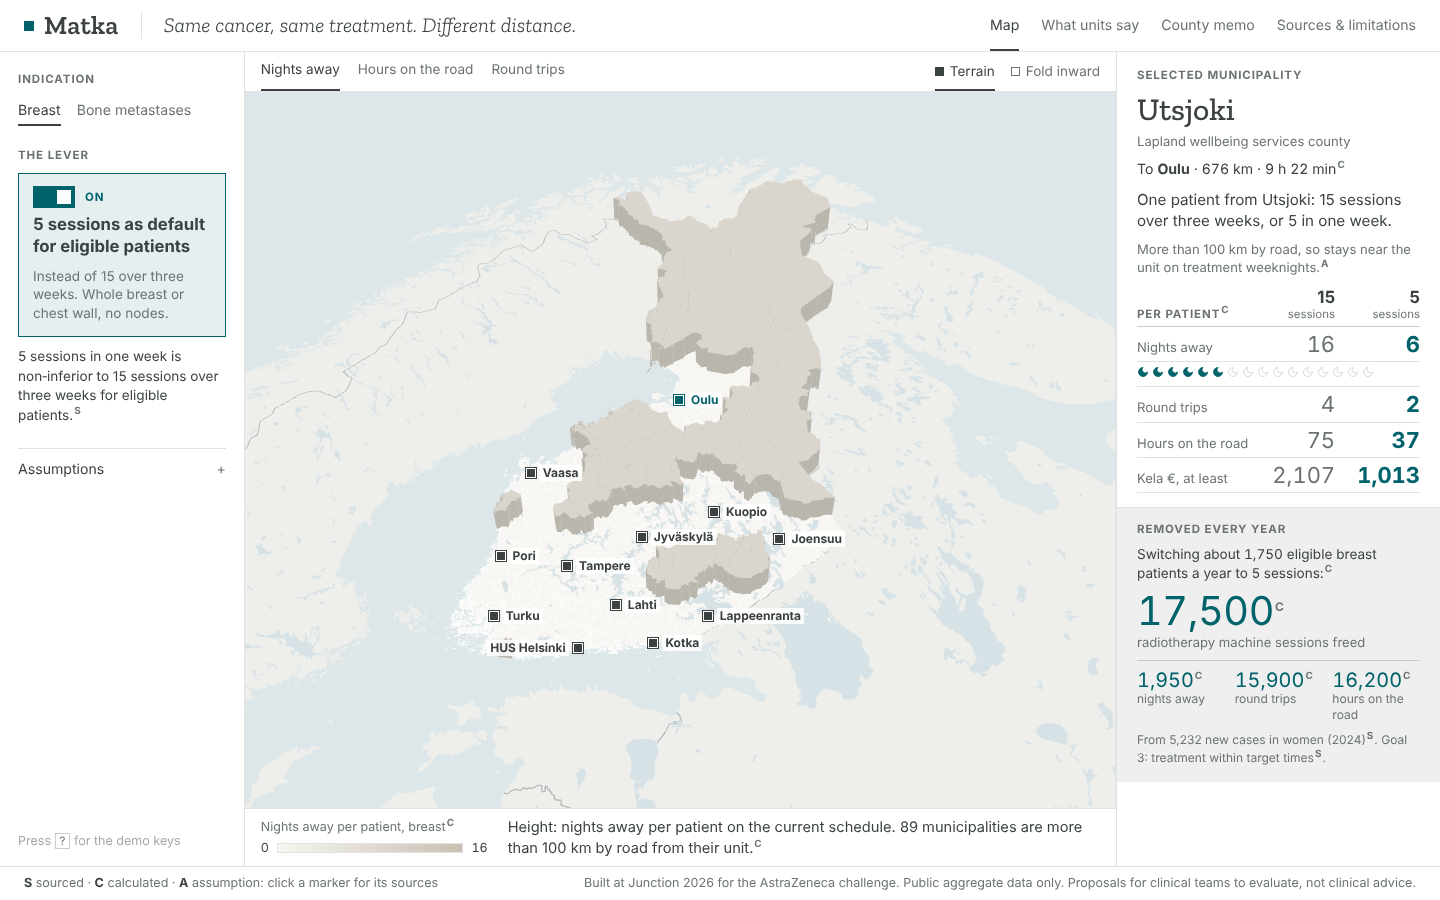 Matka
Same cancer, same treatment. Different distance.
Map
What units say
County memo
Sources & limitations
INDICATION
Breast
Bone metastases
THE LEVER
ON
5 sessions as default
for eligible patients
Instead of 15 over three
weeks. Whole breast or
chest wall, no nodes.
5 sessions in one week is
non-inferior to 15 sessions over
three weeks for eligible
patients.S
Assumptions +
Press ? for the demo keys
Nights away
Hours on the road
Round trips
Terrain
Fold inward
Oulu
Vaasa
Kuopio
Jyväskylä
Joensuu
Pori
Tampere
Lahti
Turku
Lappeenranta
HUS Helsinki
Kotka
Nights away per patient, breastC
0 16
Height: nights away per patient on the current schedule. 89 municipalities are more
than 100 km by road from their unit.C
SELECTED MUNICIPALITY
Utsjoki
Lapland wellbeing services county
To Oulu · 676 km · 9 h 22 minC
One patient from Utsjoki: 15 sessions
over three weeks, or 5 in one week.
More than 100 km by road, so stays near the
unit on treatment weeknights.A
15 5
PER PATIENTC sessions sessions
Nights away 16 6
Round trips 4 2
Hours on the road 75 37
Kela €, at least 2,107 1,013
REMOVED EVERY YEAR
Switching about 1,750 eligible breast
patients a year to 5 sessions:C
17,500C
radiotherapy machine sessions freed
1,950C 15,900C 16,200C
nights away round trips hours on the
road
From 5,232 new cases in women (2024)S. Goal
3: treatment within target timesS.
S sourced · C calculated · A assumption: click a marker for its sources
Built at Junction 2026 for the AstraZeneca challenge. Public aggregate data only. Proposals for clinical teams to evaluate, not clinical advice.